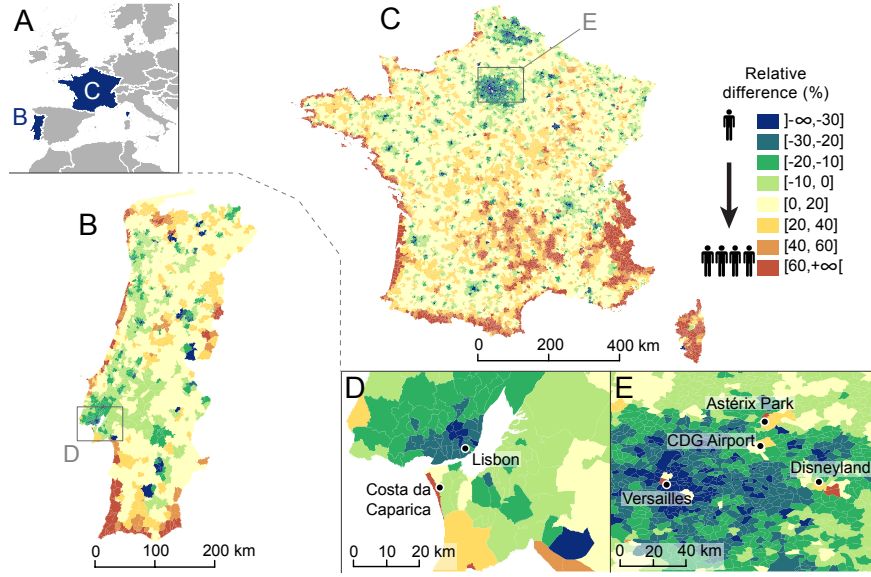 A
B
C
C
E
Relative
difference (%)
]-∞,-30]
[-30,-20]
[-20,-10]
[-10, 0]
[0, 20]
[20, 40]
[40, 60]
[60,+∞[
0 200 400 km
B
D
0 100 200 km
D
Lisbon
Costa da
Caparica
0 20 km
E
Astérix Park
CDG Airport
Disneyland
Versailles
0 20 40 km